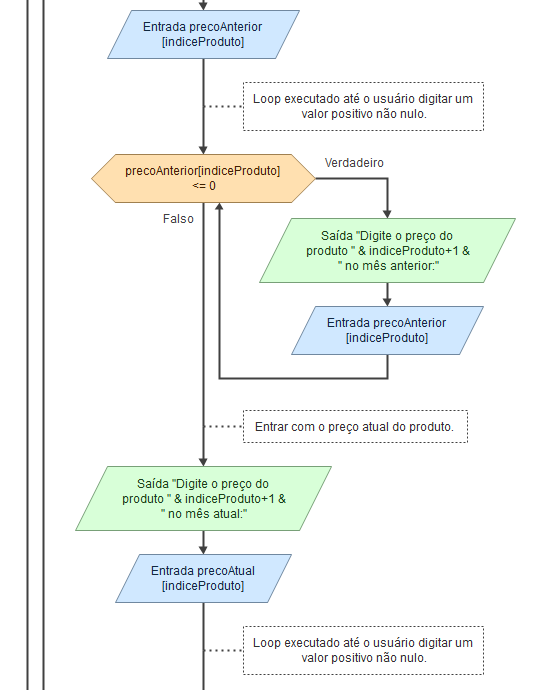 Entrada precoAnterior
[indiceProduto]
Loop executado até o usuário digitar um
valor positivo não nulo.
precoAnterior[indiceProduto]
<= 0
Verdadeiro
Falso
Saída "Digite o preço do
produto " & indiceProduto+1 &
" no mês anterior:"
Entrada precoAnterior
[indiceProduto]
Entrar com o preço atual do produto.
Saída "Digite o preço do
produto " & indiceProduto+1 &
" no mês atual:"
Entrada precoAtual
[indiceProduto]
Loop executado até o usuário digitar um
valor positivo não nulo.